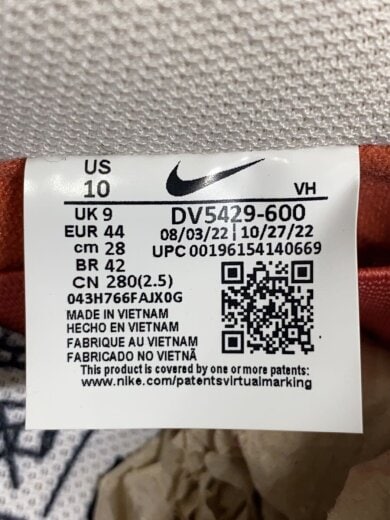 US
10
VH
UK 9
DV5429-600
EUR 44
08/03/22 | 10/27/22
cm 28
UPC 00196154140669
BR 42
CN 280(2.5)
043H766FAJX0G
MADE IN VIETNAM
HECHO EN VIETNAM
FABRIQUE AU VIETNAM
FABRICADO NO VIETNÃ
This product is covered by one or more patents:
www.nike.com/patentsvirtualmarking